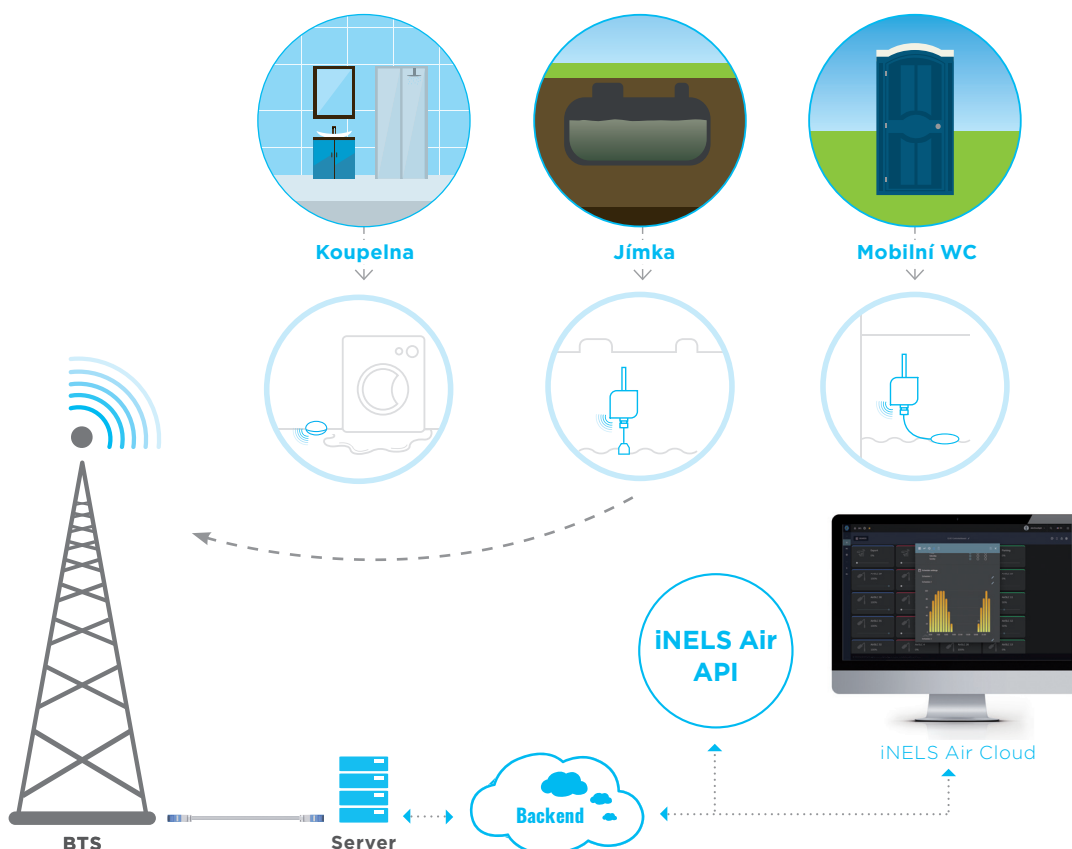 Koupelna
Jímka
Mobilní WC
iNELS Air
API
iNELS Air Cloud
Backend
BTS
Server